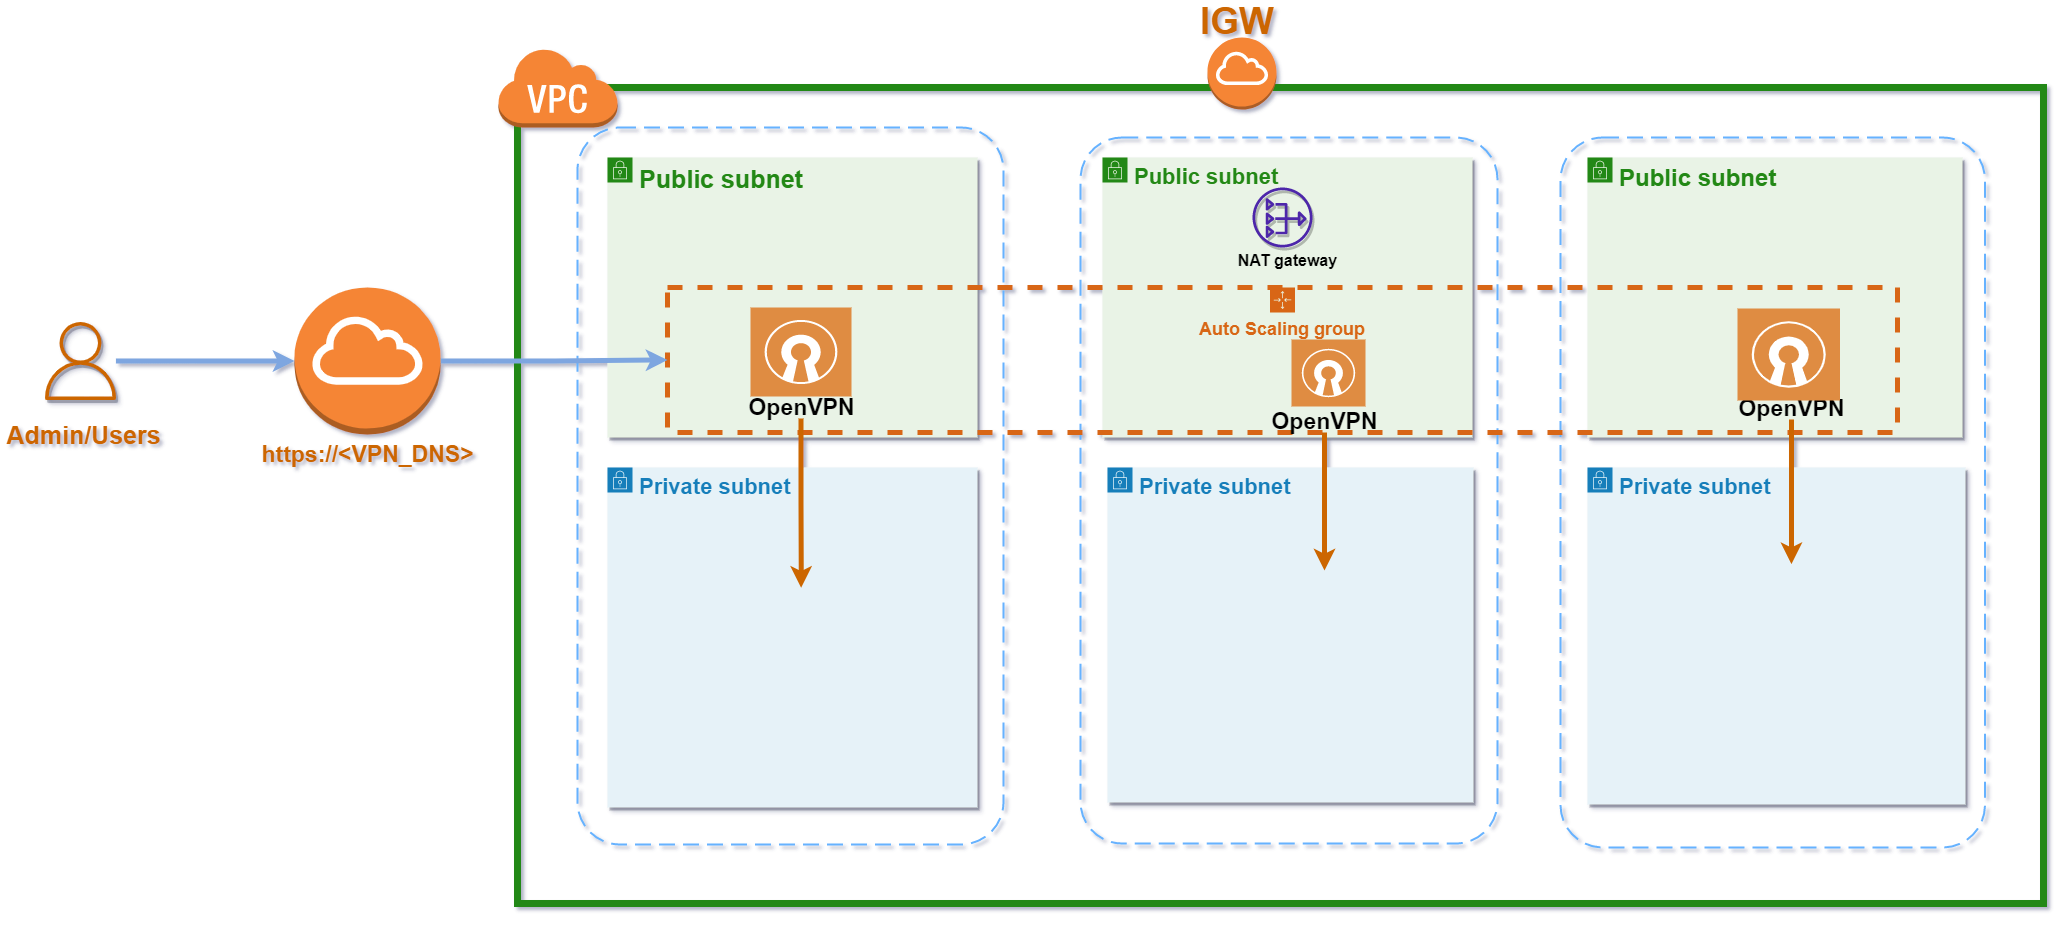 IGW
VPC
Public subnet
Public subnet
Public subnet
NAT gateway
Auto Scaling group
OpenVPN
OpenVPN
OpenVPN
Admin/Users
https://<VPN_DNS>
Private subnet
Private subnet
Private subnet